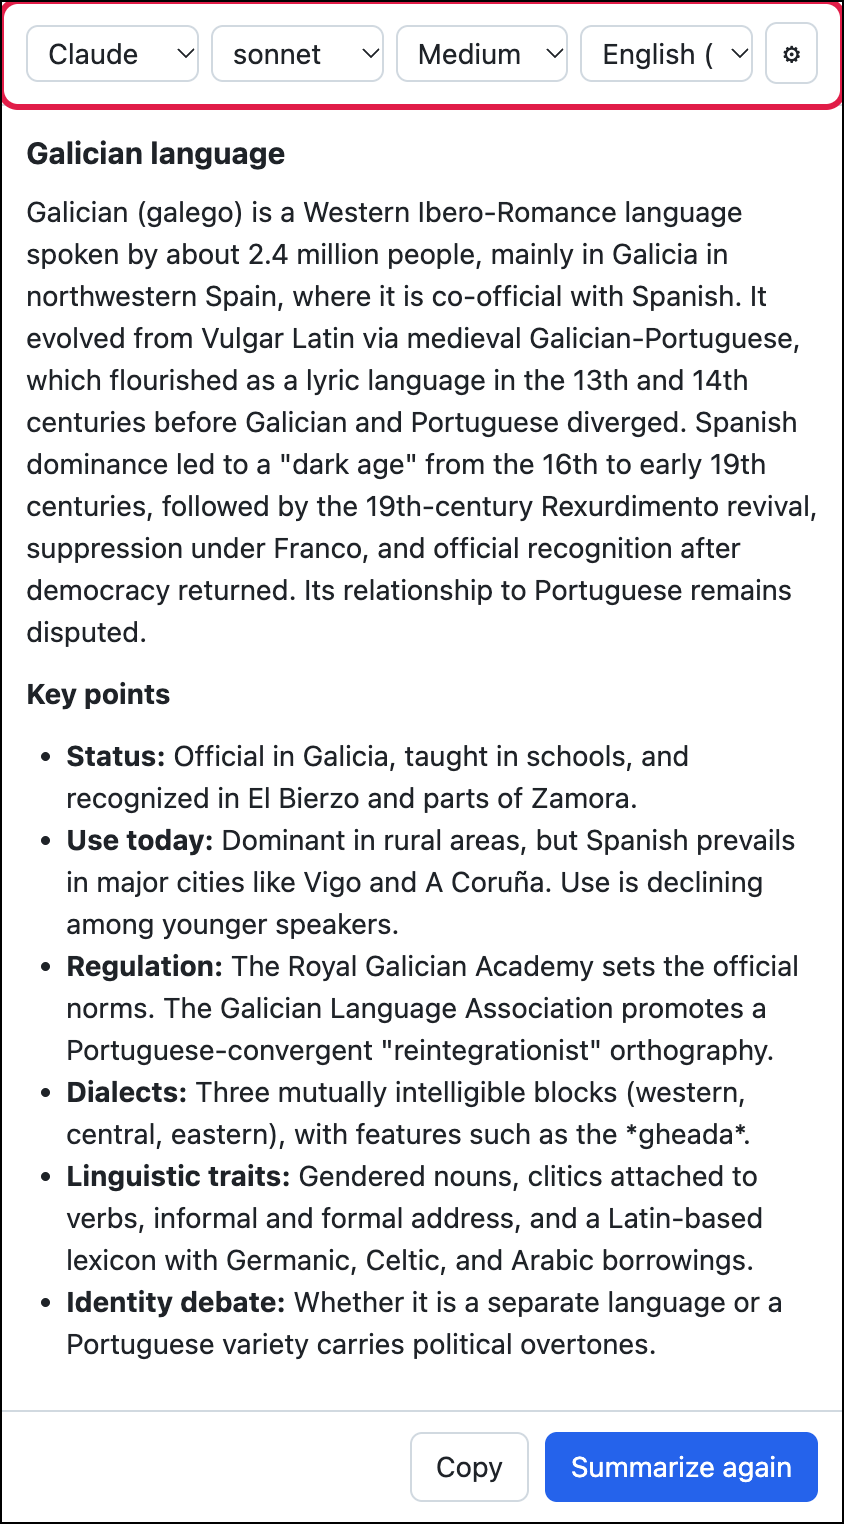 Claude
sonnet
Medium
English (
Galician language
Galician (galego) is a Western Ibero-Romance language
spoken by about 2.4 million people, mainly in Galicia in
northwestern Spain, where it is co-official with Spanish. It
evolved from Vulgar Latin via medieval Galician-Portuguese,
which flourished as a lyric language in the 13th and 14th
centuries before Galician and Portuguese diverged. Spanish
dominance led to a "dark age" from the 16th to early 19th
centuries, followed by the 19th-century Rexurdimento revival,
suppression under Franco, and official recognition after
democracy returned. Its relationship to Portuguese remains
disputed.
Key points
• Status: Official in Galicia, taught in schools, and
recognized in El Bierzo and parts of Zamora.
• Use today: Dominant in rural areas, but Spanish prevails
in major cities like Vigo and A Coruña. Use is declining
among younger speakers.
• Regulation: The Royal Galician Academy sets the official
norms. The Galician Language Association promotes a
Portuguese-convergent "reintegrationist" orthography.
• Dialects: Three mutually intelligible blocks (western,
central, eastern), with features such as the *gheada*.
• Linguistic traits: Gendered nouns, clitics attached to
verbs, informal and formal address, and a Latin-based
lexicon with Germanic, Celtic, and Arabic borrowings.
• Identity debate: Whether it is a separate language or a
Portuguese variety carries political overtones.
Copy
Summarize again